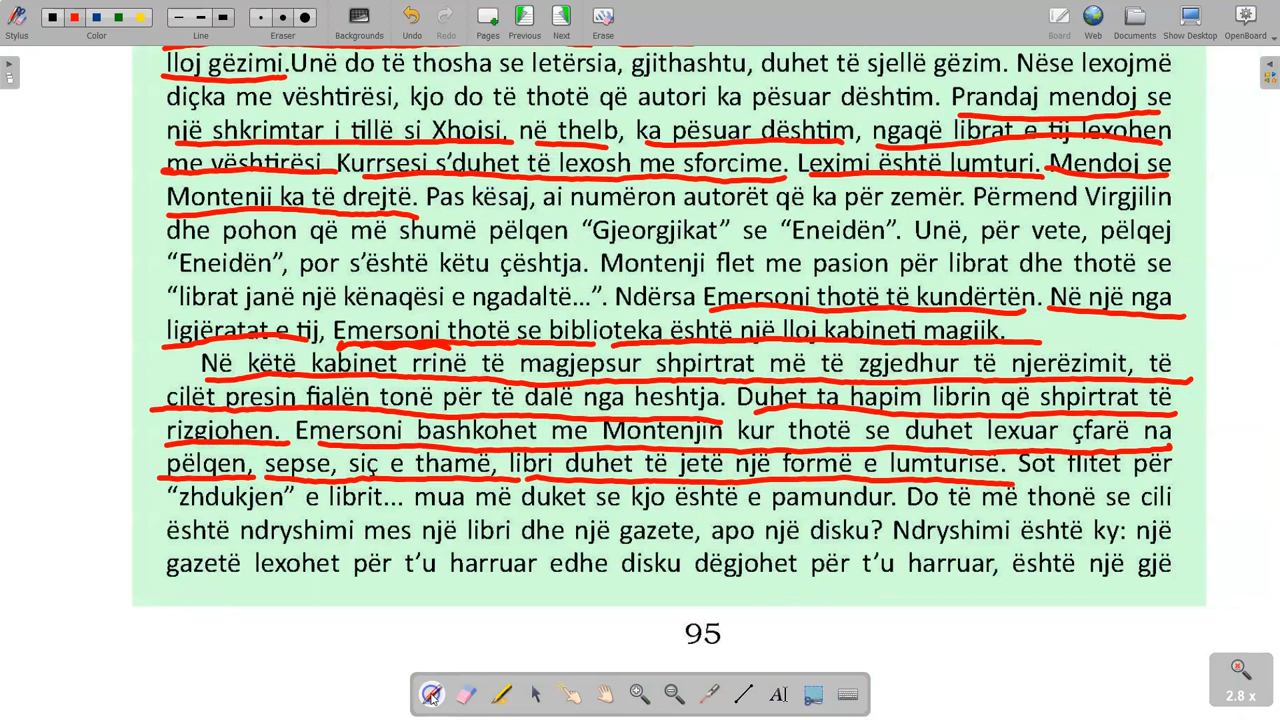 Stylus
Color
Line
Eraser
Backgrounds
Undo
Redo
Pages
Previous
Next
Erase
Board
Web
Documents
Show Desktop
OpenBoard
lloj gëzimi.Unë do të thosha se letërsia, gjithashtu, duhet të sjellë gëzim. Nëse lexojmë
diçka me vështirësi, kjo do të thotë që autori ka pësuar dështim. Prandaj mendoj se
një shkrimtar i tillë si Xhoisi, në thelb, ka pësuar dështim, ngaqë librat e tij lexohen
me vështirësi. Kurrsesi s’duhet të lexosh me sforcime. Leximi është lumturi. Mendoj se
Montenji ka të drejtë. Pas kësaj, ai numëron autorët që ka për zemër. Përmend Virgjilin
dhe pohon që më shumë pëlqen “Gjeorgjikat” se “Eneidën”. Unë, për vete, pëlqej
“Eneidën”, por s’është këtu çështja. Montenji flet me pasion për librat dhe thotë se
“librat janë një kënaqësi e ngadaltë...”. Ndërsa Emersoni thotë të kundërtën. Në një nga
ligjëratat e tij, Emersoni thotë se biblioteka është një lloj kabineti magjik.
Në këtë kabinet rrinë të magjepsur shpirtrat më të zgjedhur të njerëzimit, të
cilët presin fjalën tonë për të dalë nga heshtja. Duhet ta hapim librin që shpirtrat të
rizgjohen. Emersoni bashkohet me Montenjin kur thotë se duhet lexuar çfarë na
pëlqen, sepse, siç e thamë, libri duhet të jetë një formë e lumturisë. Sot flitet për
“zhdukjen” e librit... mua më duket se kjo është e pamundur. Do të më thonë se cili
është ndryshimi mes një libri dhe një gazete, apo një disku? Ndryshimi është ky: një
gazetë lexohet për t’u harruar edhe disku dëgjohet për t’u harruar, është një gjë
95
2.8 x